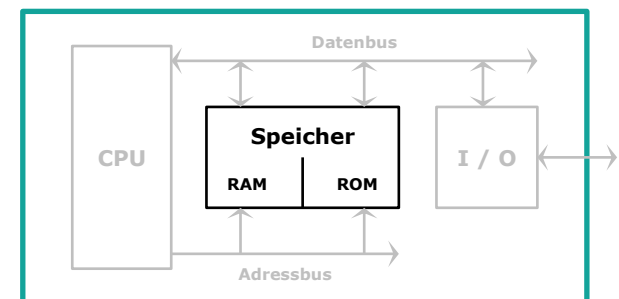 Datenbus
Speicher
CPU
I / O
RAM ROM
Adressbus